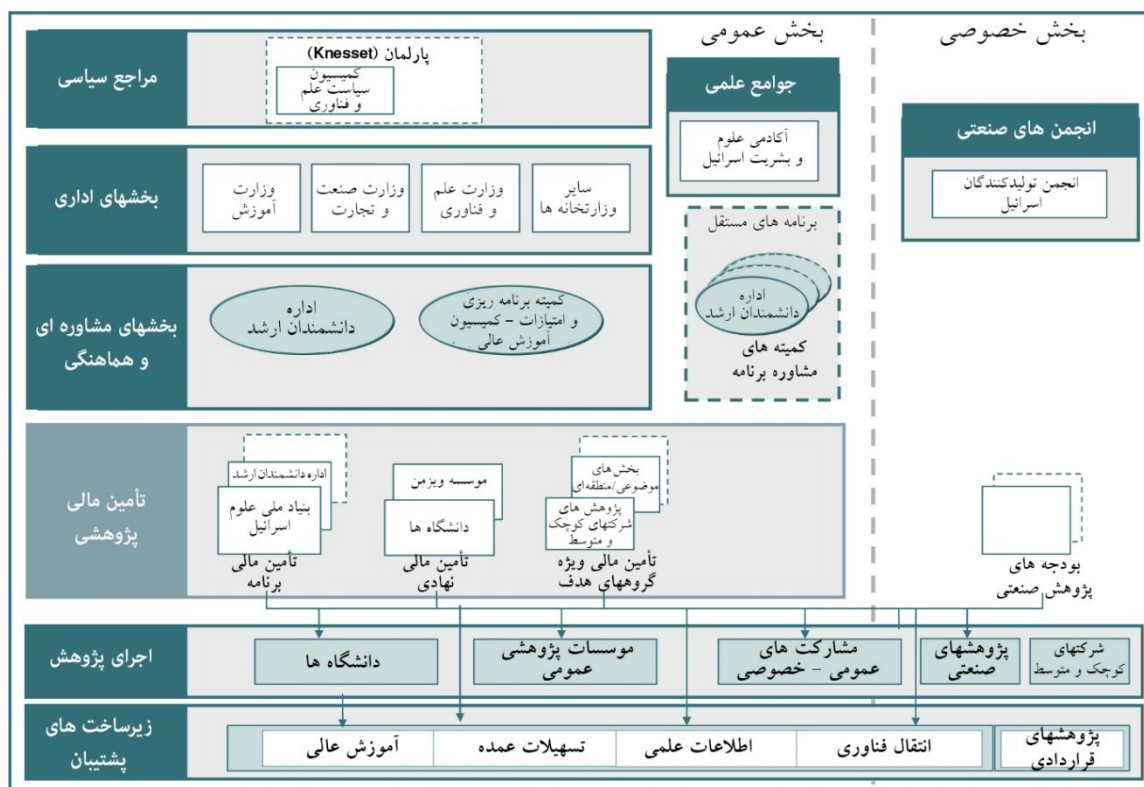 بخش خصوصی
بخش عمومی
مراجع سیاسی
پارلمان (Knesset)
کمیسیون
سیاست علم
و فناوری
جوامع علمی
آکادمی علوم
و بشریت اسرائیل
انجمن های صنعتی
انجمن تولیدکنندگان
اسرائیل
بخشهای اداری
وزارت
آموزش
وزارت صنعت
و تجارت
وزارت علم
و فناوری
سایر
وزارتخانه ها
برنامه های مستقل
اداره
دانشمندان ارشد
کمیته های
مشاوره برنامه
بخشهای مشاوره ای
و هماهنگی
اداره
دانشمندان ارشد
کمیته برنامه ریزی
و امتیازات – کمیسیون
آموزش عالی
تأمین مالی
پژوهشی
اداره دانشمندان ارشد
بنیاد ملی علوم
اسرائیل
تأمین مالی
برنامه
موسسه ویزمن
دانشگاه ها
تأمین مالی
نهادی
بخش های
موضوعی/منطقه‌ای
پژوهش های
شرکتهای کوچک
و متوسط
تأمین مالی ویژه
گروههای هدف
بودجه های
پژوهش صنعتی
اجرای پژوهش
دانشگاه ها
موسسات پژوهشی
عمومی
مشارکت های
عمومی – خصوصی
پژوهشهای
صنعتی
شرکتهای
کوچک و متوسط
زیرساخت های
پشتیبان
آموزش عالی
تسهیلات عمده
اطلاعات علمی
انتقال فناوری
پژوهشهای
قراردادی